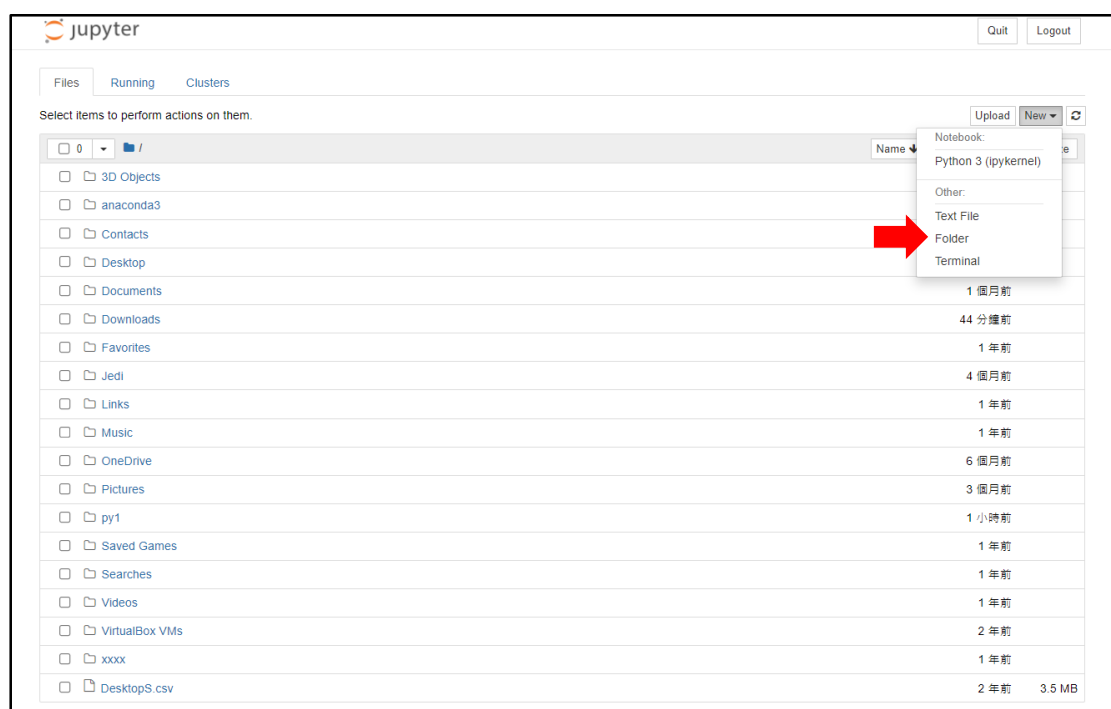 jupyter
Quit Logout
Files Running Clusters
Select items to perform actions on them.
Upload New
0 / Name
Notebook:
Python 3 (ipykernel)
Other:
Text File
Folder
Terminal
3D Objects
anaconda3
Contacts
Desktop
Documents 1 個月前
Downloads 44 分鐘前
Favorites 1 年前
Jedi 4 個月前
Links 1 年前
Music 1 年前
OneDrive 6 個月前
Pictures 3 個月前
py1 1 小時前
Saved Games 1 年前
Searches 1 年前
Videos 1 年前
VirtualBox VMs 2 年前
xxxx 1 年前
DesktopS.csv 2 年前 3.5 MB